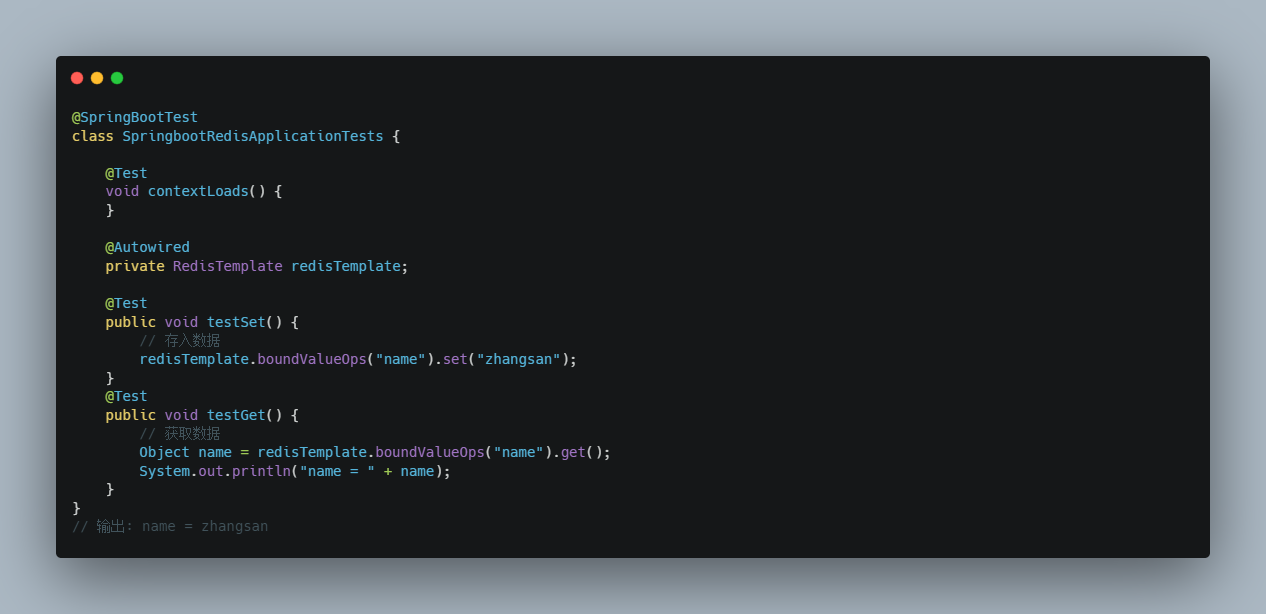 @SpringBootTest
class SpringbootRedisApplicationTests {
@Test
void contextLoads() {
}
@Autowired
private RedisTemplate redisTemplate;
@Test
public void testSet() {
// 存入数据
redisTemplate.boundValueOps("name").set("zhangsan");
}
@Test
public void testGet() {
// 获取数据
Object name = redisTemplate.boundValueOps("name").get();
System.out.println("name = " + name);
}
}
// 输出: name = zhangsan